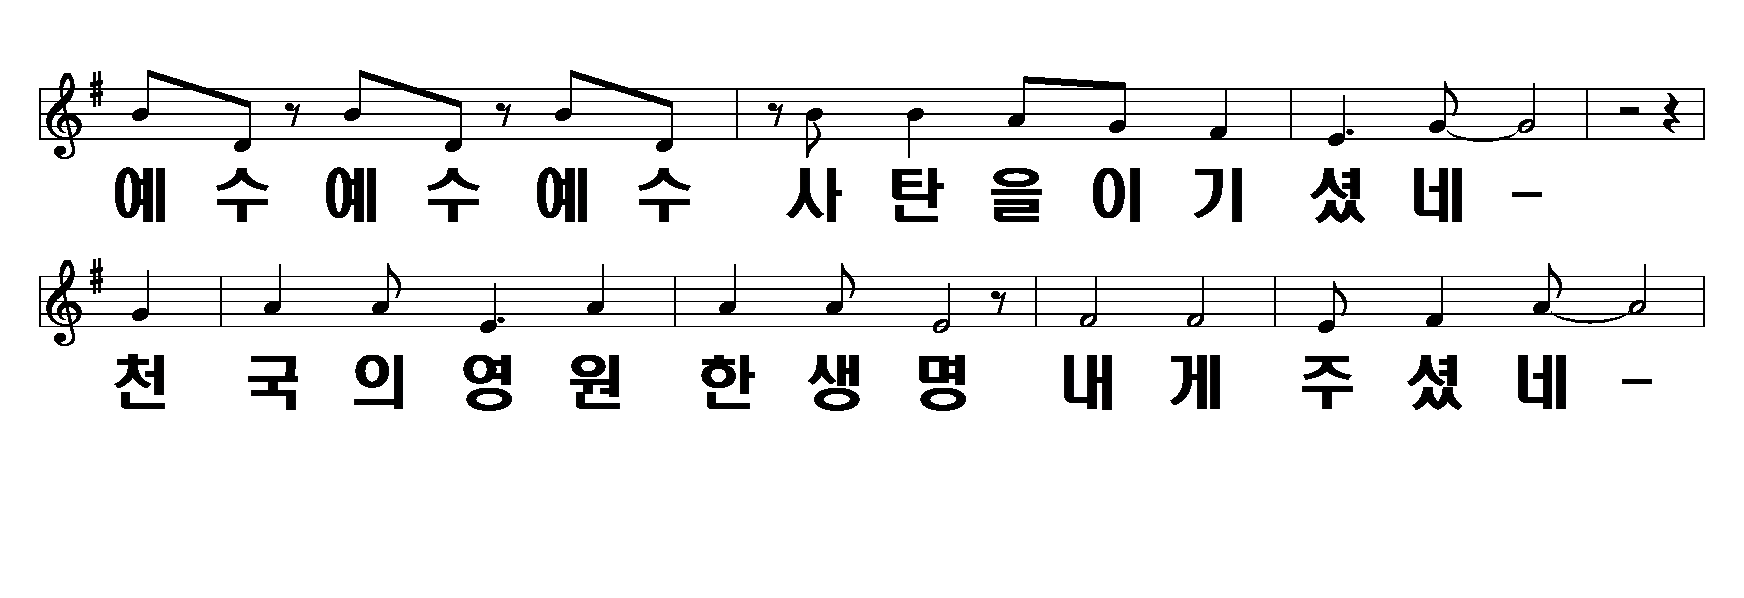 예 수 예 수 예 수 사 탄 을 이 기 셨 네 -
천 국 의 영 원 한 생 명 내 게 주 셨 네 -